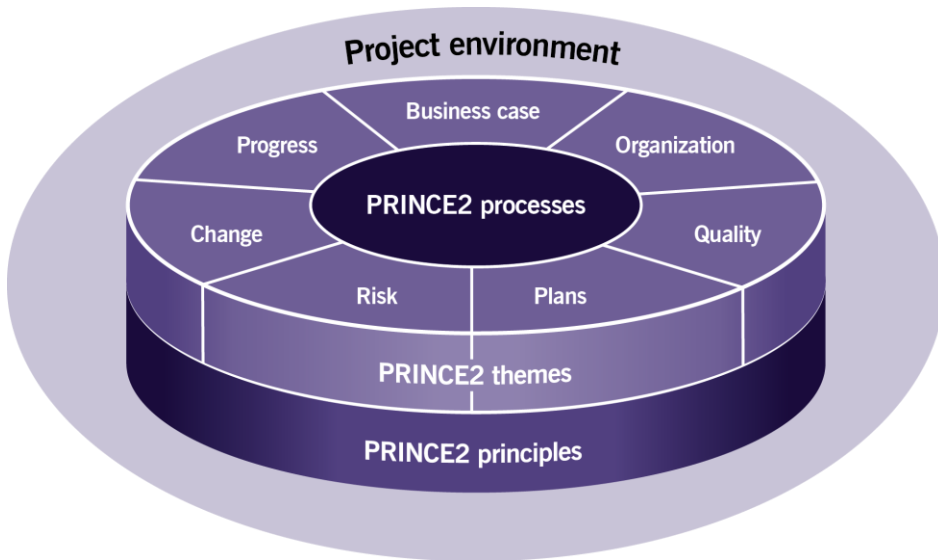 Project environment
Business case
Progress
Organization
PRINCE2 processes
Change
Quality
Risk
Plans
PRINCE2 themes
PRINCE2 principles